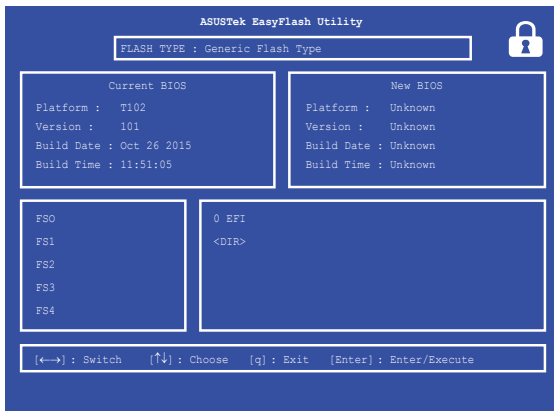 ASUSTek EasyFlash Utility
FLASH TYPE : Generic Flash Type
Current BIOS
Platform : T102
Version : 101
Build Date : Oct 26 2015
Build Time : 11:51:05
New BIOS
Platform : Unknown
Version : Unknown
Build Date : Unknown
Build Time : Unknown
FS0
FS1
FS2
FS3
FS4
0 EFI
<DIR>
[←→] : Switch [↑↓] : Choose [q] : Exit [Enter] : Enter/Execute